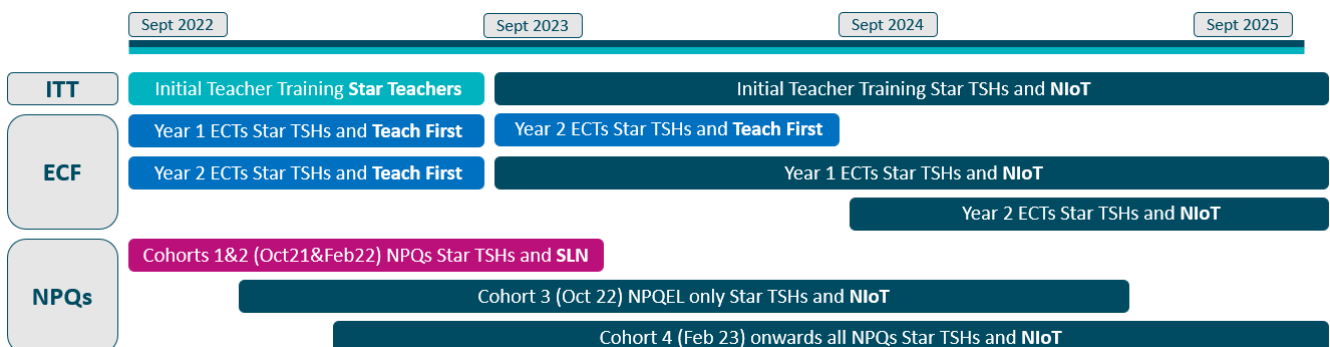 Sept 2022
Sept 2023
Sept 2024
Sept 2025
ITT
Initial Teacher Training Star Teachers
Initial Teacher Training Star TSHs and NIoT
ECF
Year 1 ECTs Star TSHs and Teach First
Year 2 ECTs Star TSHs and Teach First
Year 2 ECTs Star TSHs and Teach First
Year 1 ECTs Star TSHs and NIoT
Year 2 ECTs Star TSHs and NIoT
NPQs
Cohorts 1&2 (Oct21&Feb22) NPQs Star TSHs and SLN
Cohort 3 (Oct 22) NPQEL only Star TSHs and NIoT
Cohort 4 (Feb 23) onwards all NPQs Star TSHs and NIoT